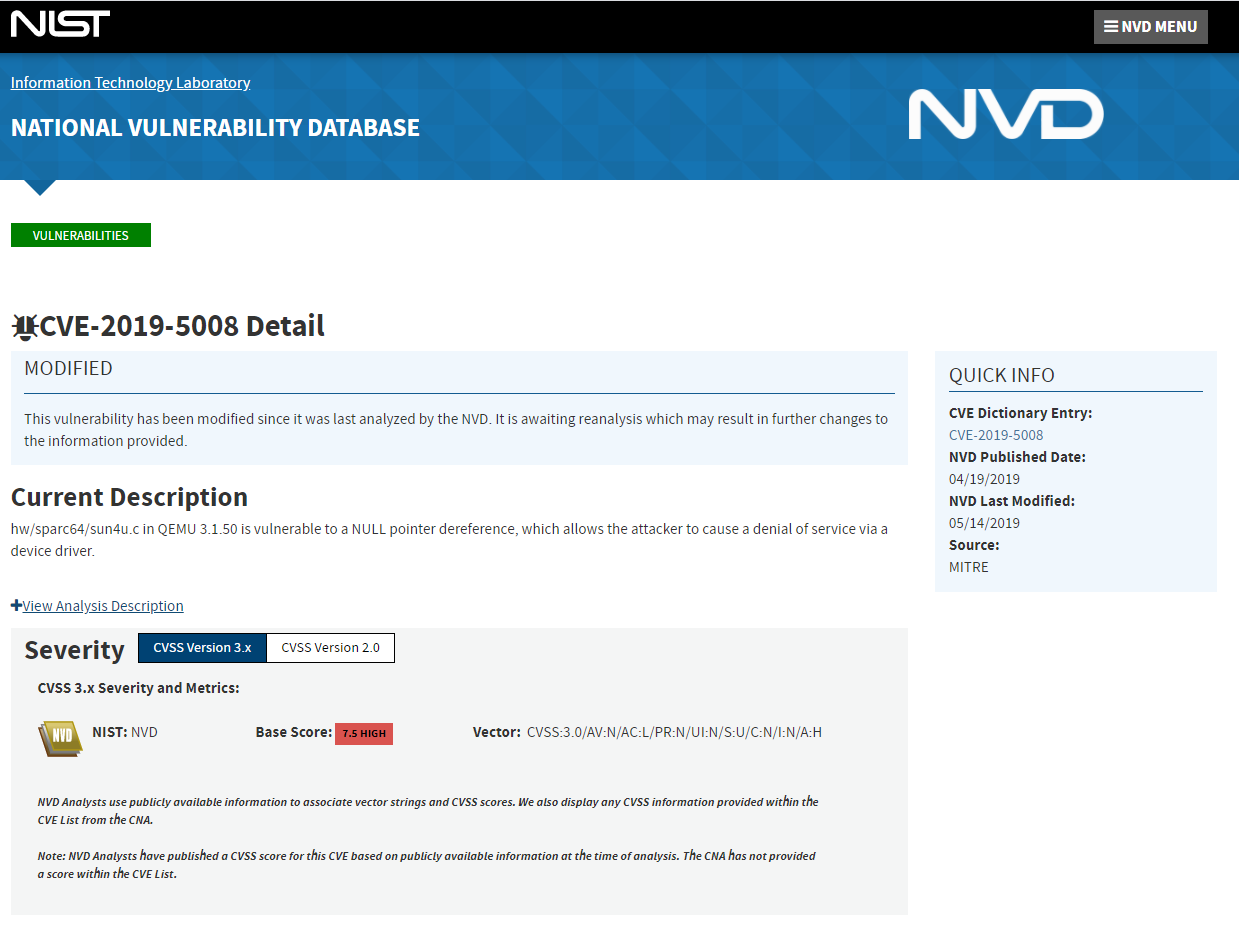 NIST
NVD MENU
Information Technology Laboratory
NATIONAL VULNERABILITY DATABASE
NVD
VULNERABILITIES
CVE-2019-5008 Detail
MODIFIED
This vulnerability has been modified since it was last analyzed by the NVD. It is awaiting reanalysis which may result in further changes to
the information provided.
Current Description
hw/sparc64/sun4u.c in QEMU 3.1.50 is vulnerable to a NULL pointer dereference, which allows the attacker to cause a denial of service via a
device driver.
View Analysis Description
Severity
CVSS Version 3.x
CVSS Version 2.0
CVSS 3.x Severity and Metrics:
NVD
NIST: NVD
Base Score: 7.5 HIGH
Vector: CVSS:3.0/AV:N/AC:L/PR:N/UI:N/S:U/C:N/I:N/A:H
NVD Analysts use publicly available information to associate vector strings and CVSS scores. We also display any CVSS information provided within the
CVE List from the CNA.
Note: NVD Analysts have published a CVSS score for this CVE based on publicly available information at the time of analysis. The CNA has not provided
a score within the CVE List.
QUICK INFO
CVE Dictionary Entry:
CVE-2019-5008
NVD Published Date:
04/19/2019
NVD Last Modified:
05/14/2019
Source:
MITRE